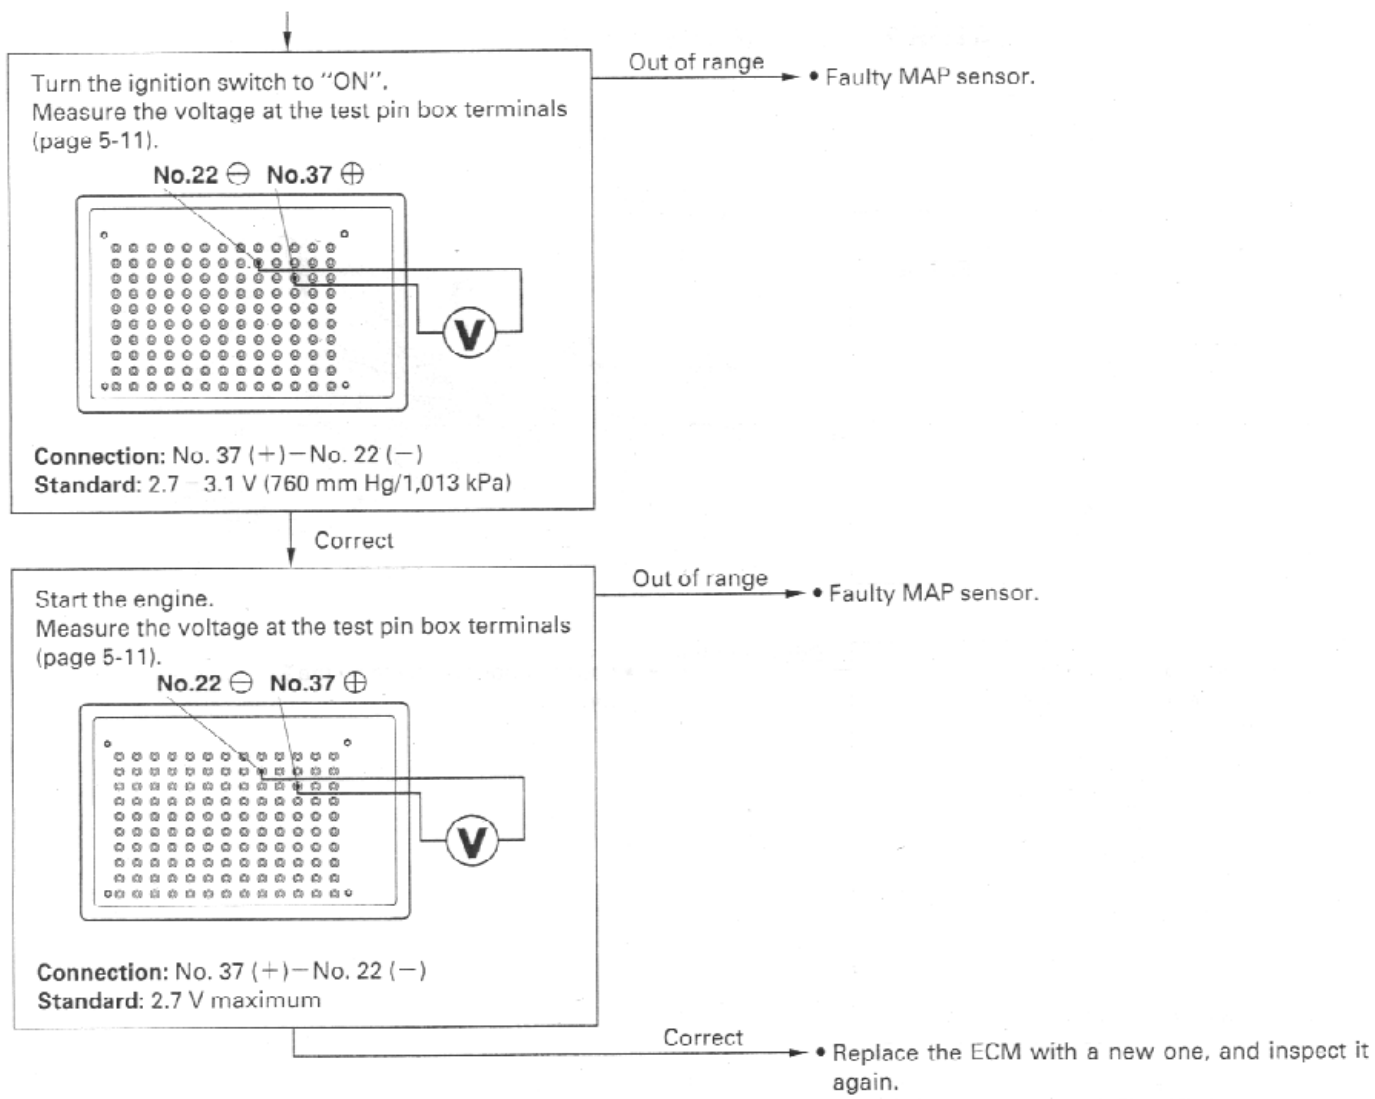 Out of range
Turn the ignition switch to "ON".
• Faulty MAP sensor.
Measure the voltage at the test pin box terminals
(page 5-11).
No.22 ⊖ No.37 ⊕
V
Connection: No. 37 (+)–No. 22 (–)
Standard: 2.7 – 3.1 V (760 mm Hg/1,013 kPa)
Correct
Out of range
Start the engine.
• Faulty MAP sensor.
Measure the voltage at the test pin box terminals
(page 5-11).
No.22 ⊖ No.37 ⊕
V
Connection: No. 37 (+)–No. 22 (–)
Standard: 2.7 V maximum
Correct
• Replace the ECM with a new one, and inspect it
again.